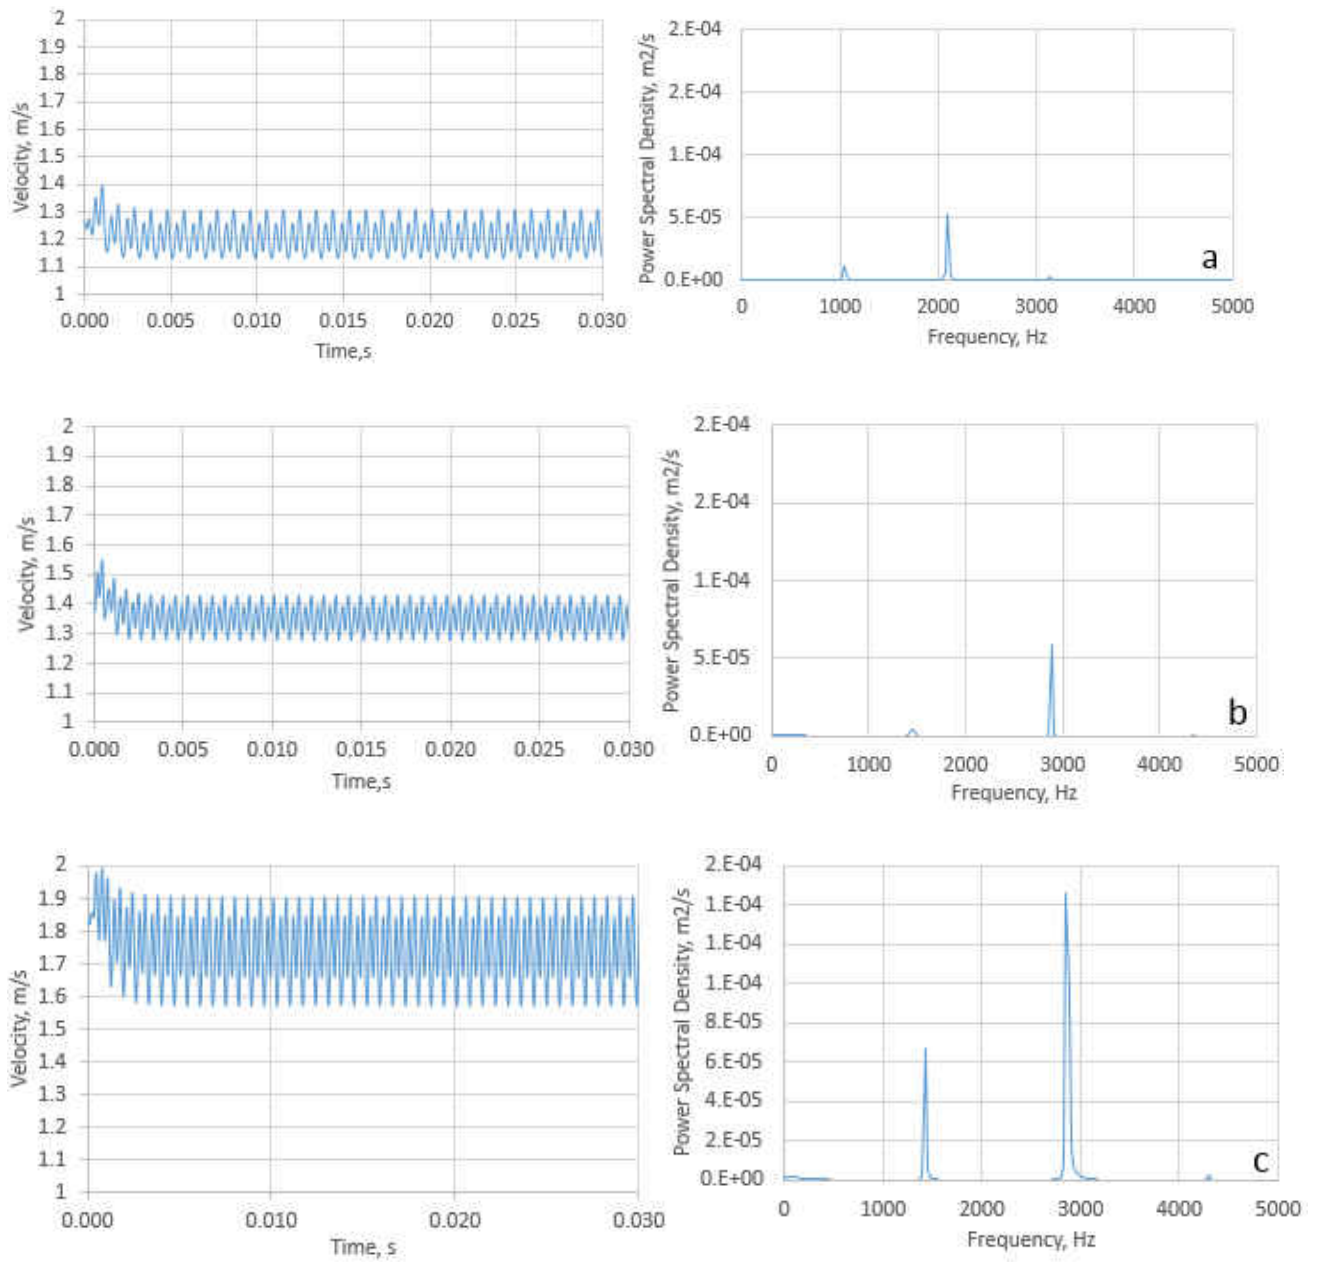 2
1.9
1.8
1.7
1.6
1.5
1.4
1.3
1.2
1.1
1
Velocity, m/s
0.000 0.005 0.010 0.015 0.020 0.025 0.030
Time,s
2.E-04
2.E-04
1.E-04
5.E-05
0.E+00
Power Spectral Density, m2/s
a
0 1000 2000 3000 4000 5000
Frequency, Hz
2
1.9
1.8
1.7
1.6
1.5
1.4
1.3
1.2
1.1
1
Velocity, m/s
0.000 0.005 0.010 0.015 0.020 0.025 0.030
Time,s
2.E-04
2.E-04
1.E-04
5.E-05
0.E+00
Power Spectral Density, m2/s
b
0 1000 2000 3000 4000 5000
Frequency, Hz
2
1.9
1.8
1.7
1.6
1.5
1.4
1.3
1.2
1.1
1
Velocity, m/s
0.000 0.010 0.020 0.030
Time, s
2.E-04
1.E-04
1.E-04
1.E-04
8.E-05
6.E-05
4.E-05
2.E-05
0.E+00
Power Spectral Density, m2/s
c
0 1000 2000 3000 4000 5000
Frequency, Hz